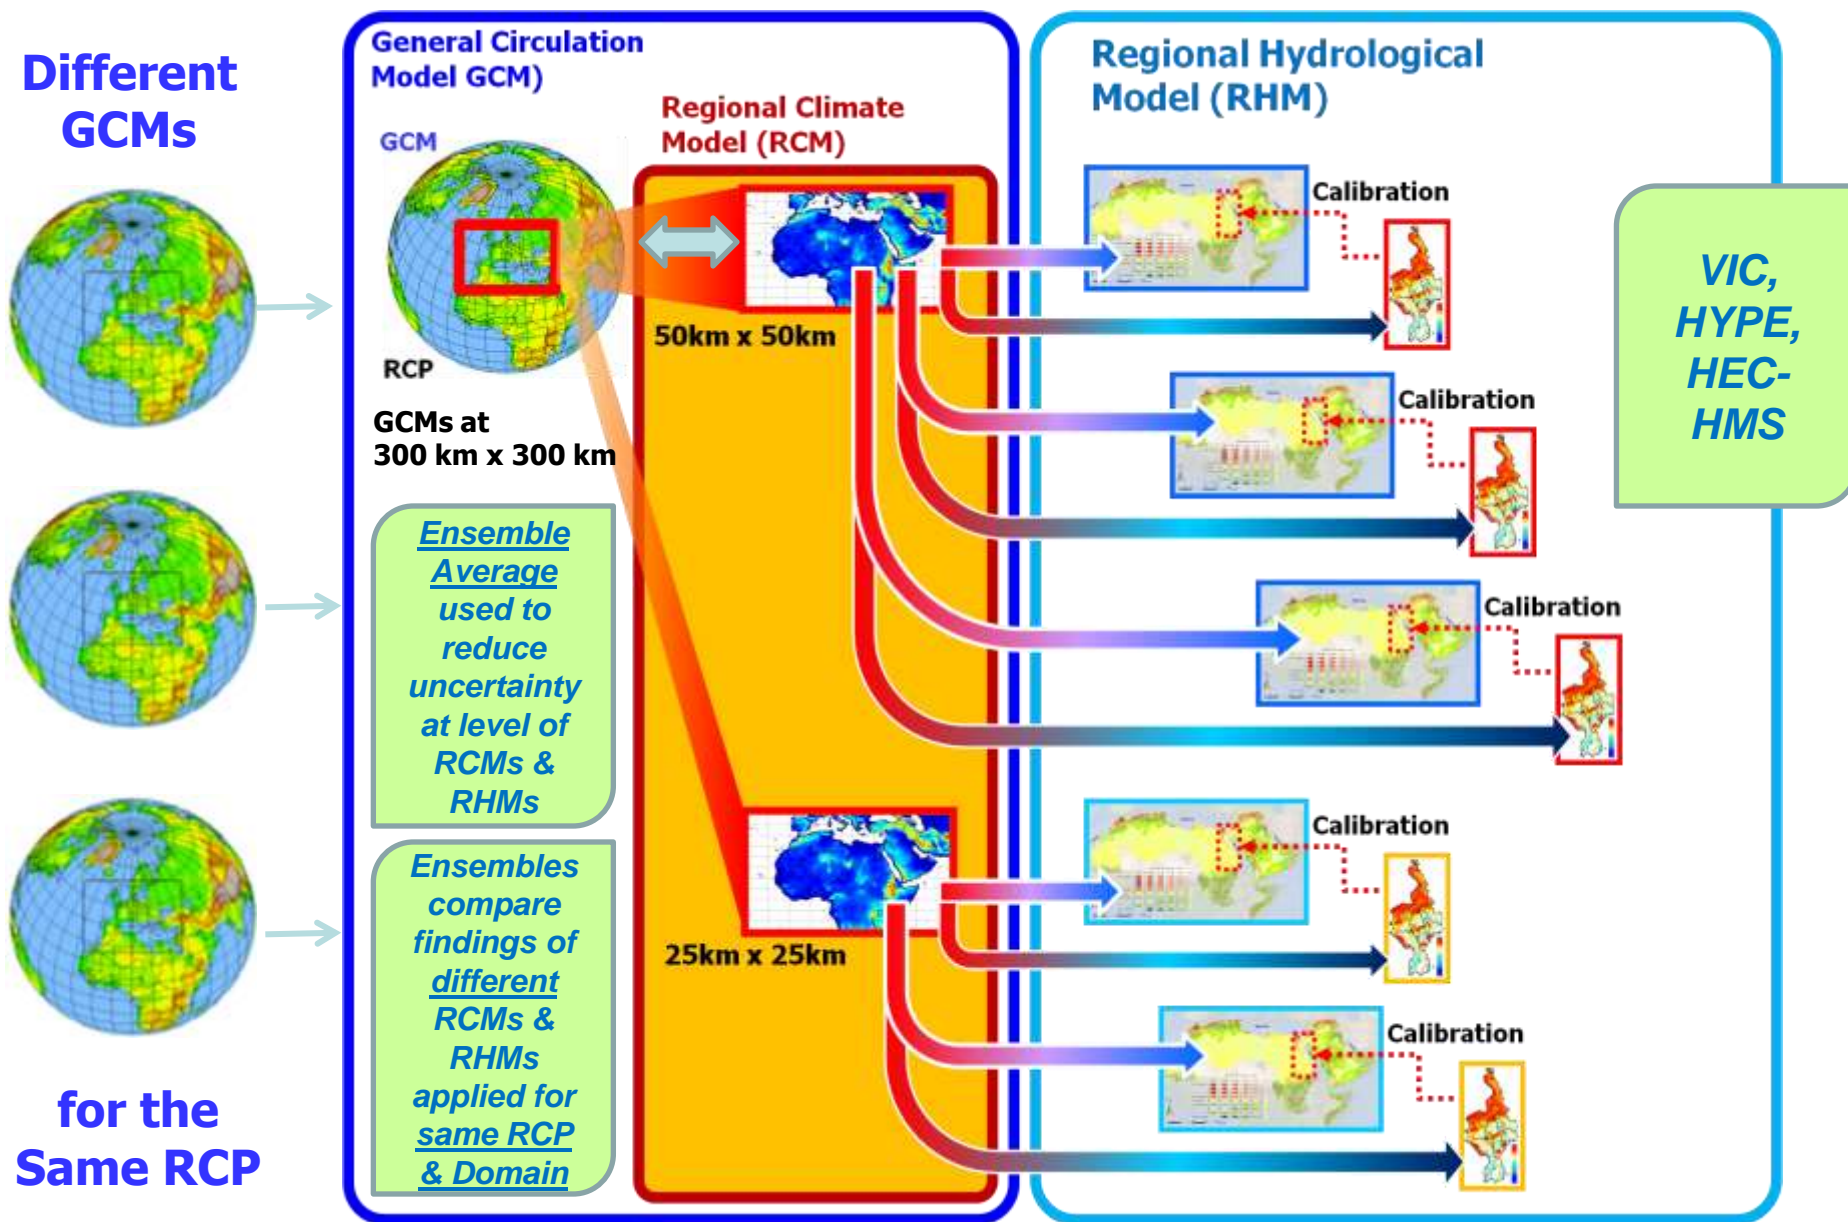 Different
GCMs
for the
Same RCP
General Circulation
Model GCM)
GCM
RCP
GCMs at
300 km x 300 km
Ensemble
Average
used to
reduce
uncertainty
at level of
RCMs &
RHMs
Ensembles
compare
findings of
different
RCMs &
RHMs
applied for
same RCP
& Domain
Regional Climate
Model (RCM)
50km x 50km
25km x 25km
Regional Hydrological
Model (RHM)
Calibration
Calibration
Calibration
Calibration
Calibration
VIC,
HYPE,
HEC-
HMS